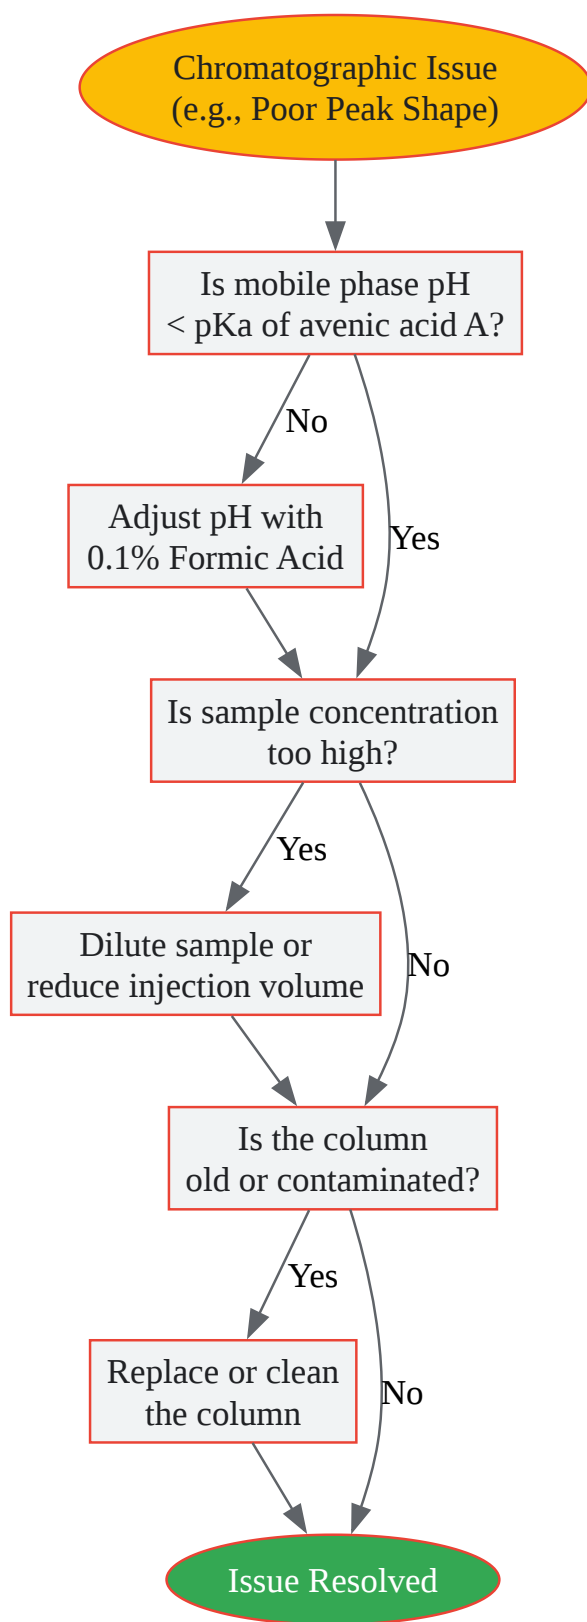 Chromatographic Issue
(e.g., Poor Peak Shape)
Is mobile phase pH
< pKa of avenic acid A?
No
Adjust pH with
0.1% Formic Acid
Yes
Is sample concentration
too high?
Yes
Dilute sample or
reduce injection volume
No
Is the column
old or contaminated?
Yes
Replace or clean
the column
No
Issue Resolved